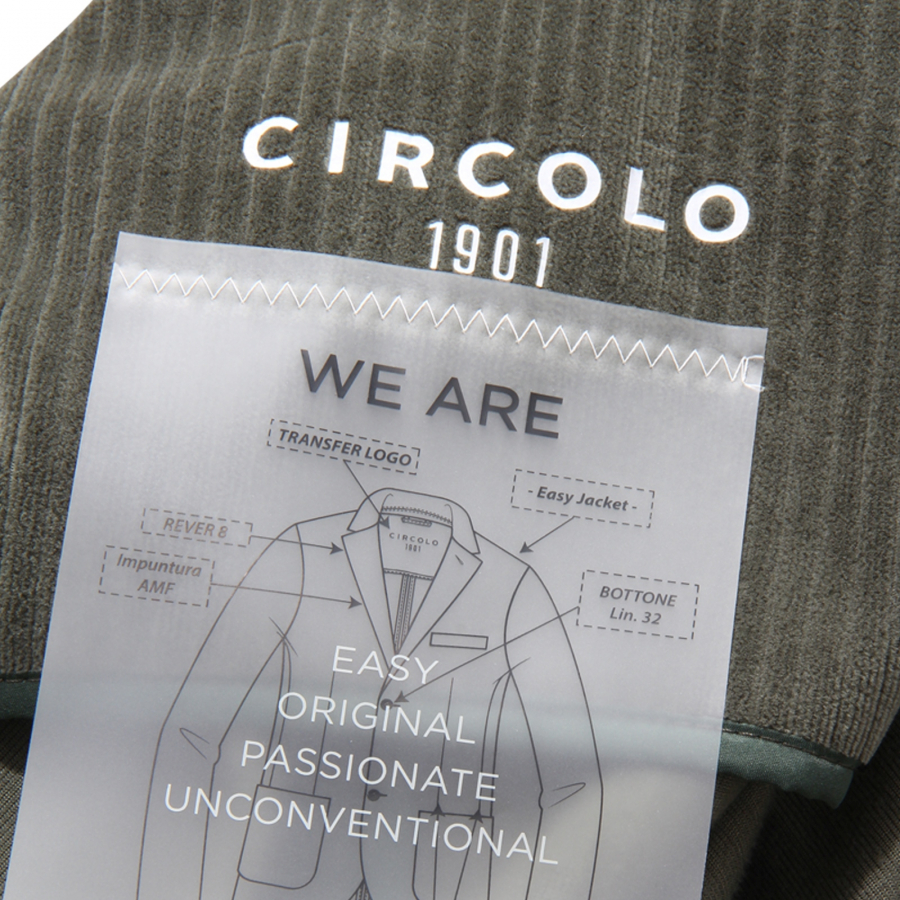 CIRCOLO
1901
WE ARE
TRANSFER LOGO
- Easy Jacket -
REVER 8
Impuntura
AMF
CIRCOLO
1901
BOTTONE
Lin. 32
EASY
ORIGINAL
PASSIONATE
UNCONVENTIONAL